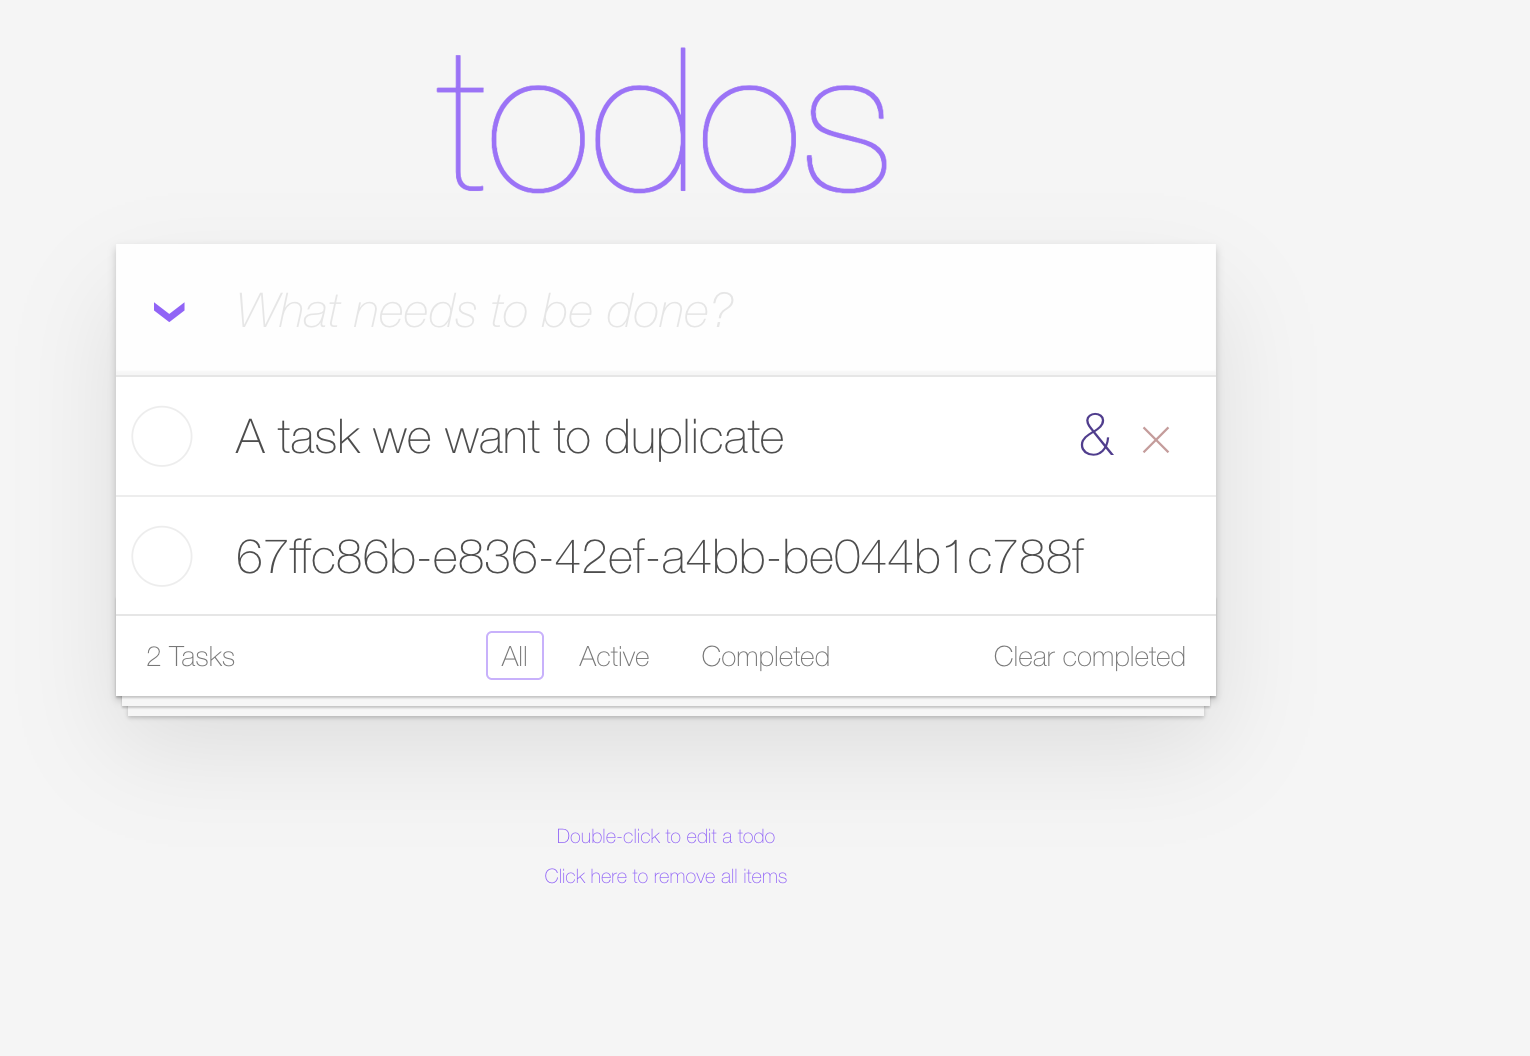 todos
What needs to be done?
A task we want to duplicate & ×
67ffc86b-e836-42ef-a4bb-be044b1c788f
2 Tasks All Active Completed Clear completed
Double-click to edit a todo
Click here to remove all items